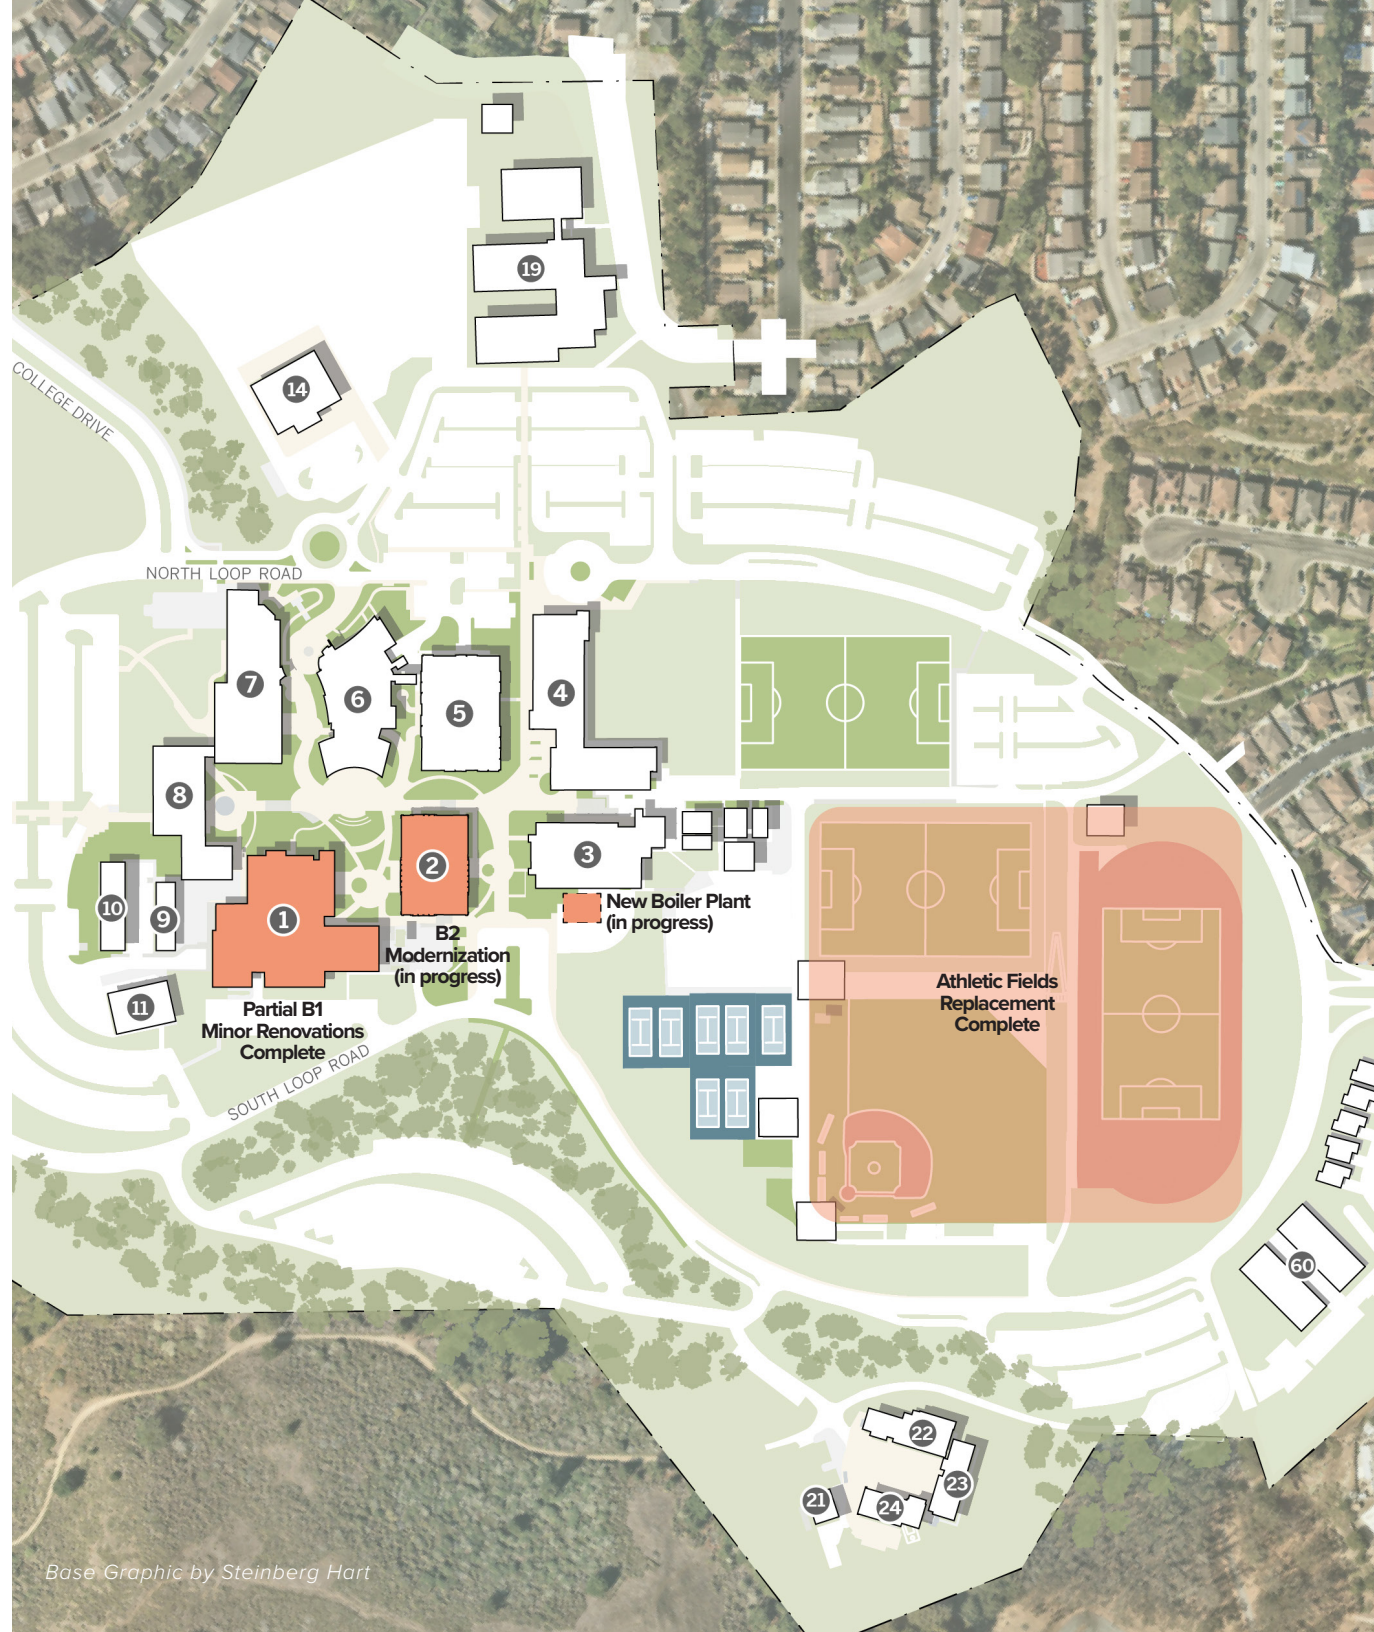 19
14
COLLEGE DRIVE
NORTH LOOP ROAD
7
6
5
4
8
3
2
1
10
9
11
New Boiler Plant
(in progress)
B2
Modernization
(in progress)
Partial B1
Minor Renovations
Complete
Athletic Fields
Replacement
Complete
SOUTH LOOP ROAD
60
22
23
21
24
Base Graphic by Steinberg Hart